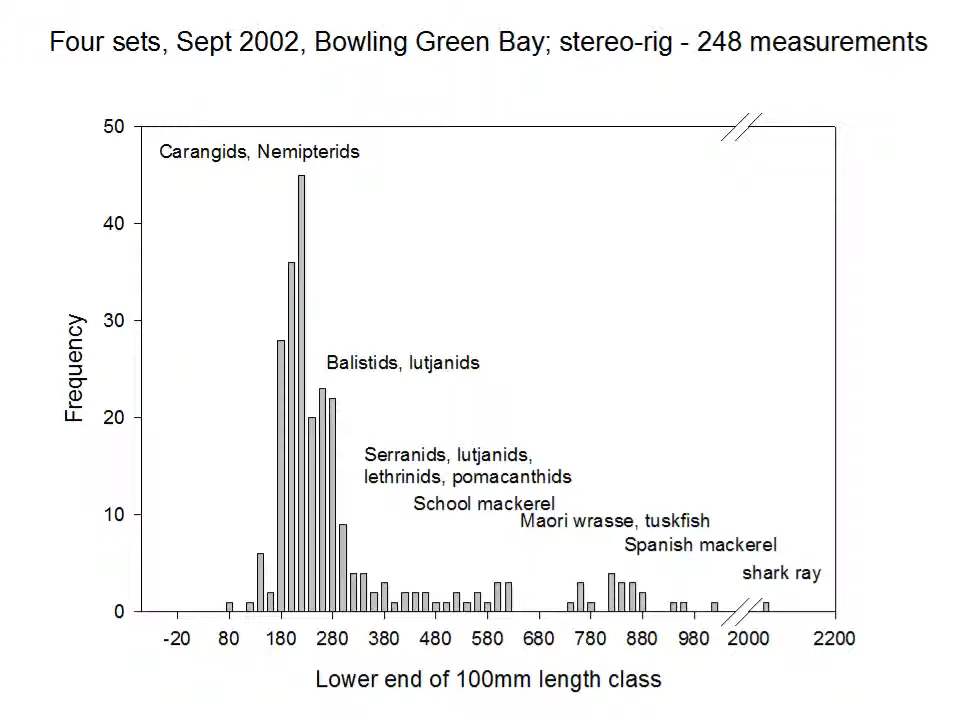 Four sets, Sept 2002, Bowling Green Bay; stereo-rig - 248 measurements
50
Carangids, Nemipterids
40
30
Frequency
Balistids, lutjanids
20
Serranids, lutjanids,
lethrinids, pomacanthids
School mackerel
10
Maori wrasse, tuskfish
Spanish mackerel
shark ray
0
-20 80 180 280 380 480 580 680 780 880 980 2000 2200
Lower end of 100mm length class